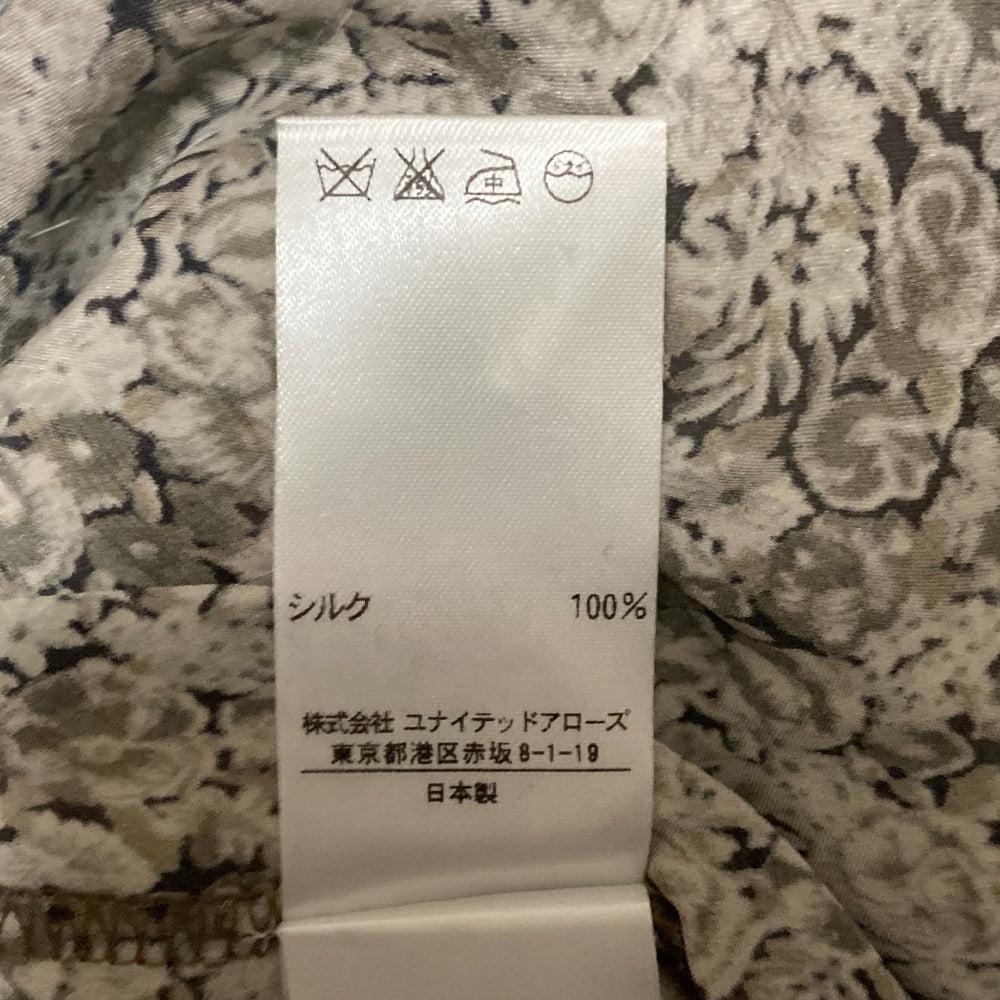 中
シルク 100%
株式会社 ユナイテッドアローズ
東京都港区赤坂8-1-19
日本製